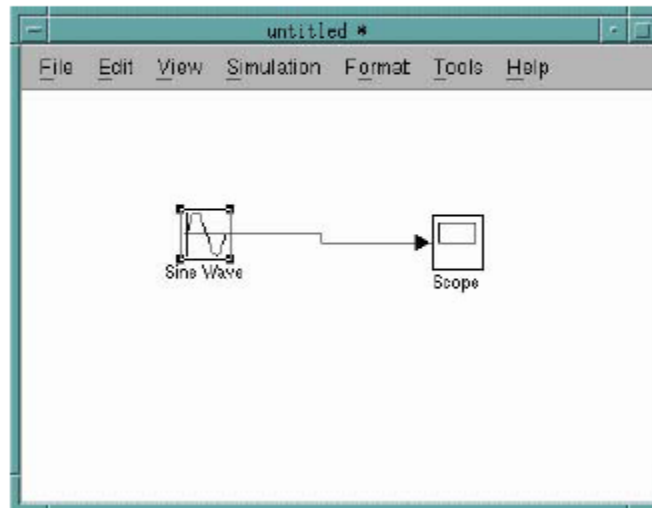 untitled *
File Edit View Simulation Format Tools Help
Sine Wave
Scope